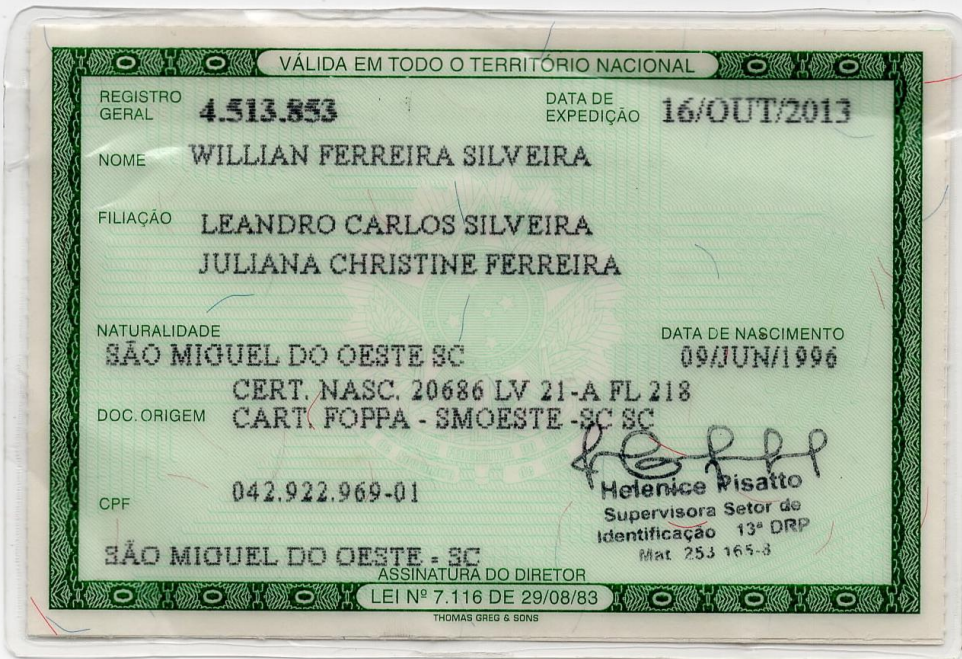 VÁLIDA EM TODO O TERRITÓRIO NACIONAL
REGISTRO GERAL 4.513.853 DATA DE EXPEDIÇÃO 16/OUT/2013
NOME WILLIAN FERREIRA SILVEIRA
FILIAÇÃO LEANDRO CARLOS SILVEIRA
JULIANA CHRISTINE FERREIRA
NATURALIDADE DATA DE NASCIMENTO
SÃO MIGUEL DO OESTE SC 09/JUN/1996
CERT. NASC. 20686 LV 21-A FL 218
DOC. ORIGEM CART. FOPPA - SMOESTE -SC SC
CPF 042.922.969-01
Helenice Pisatto
Supervisora Setor de
Identificação 13ª DRP
Mat. 253 165-8
SÃO MIGUEL DO OESTE - SC
ASSINATURA DO DIRETOR
LEI Nº 7.116 DE 29/08/83
THOMAS GREG & SONS